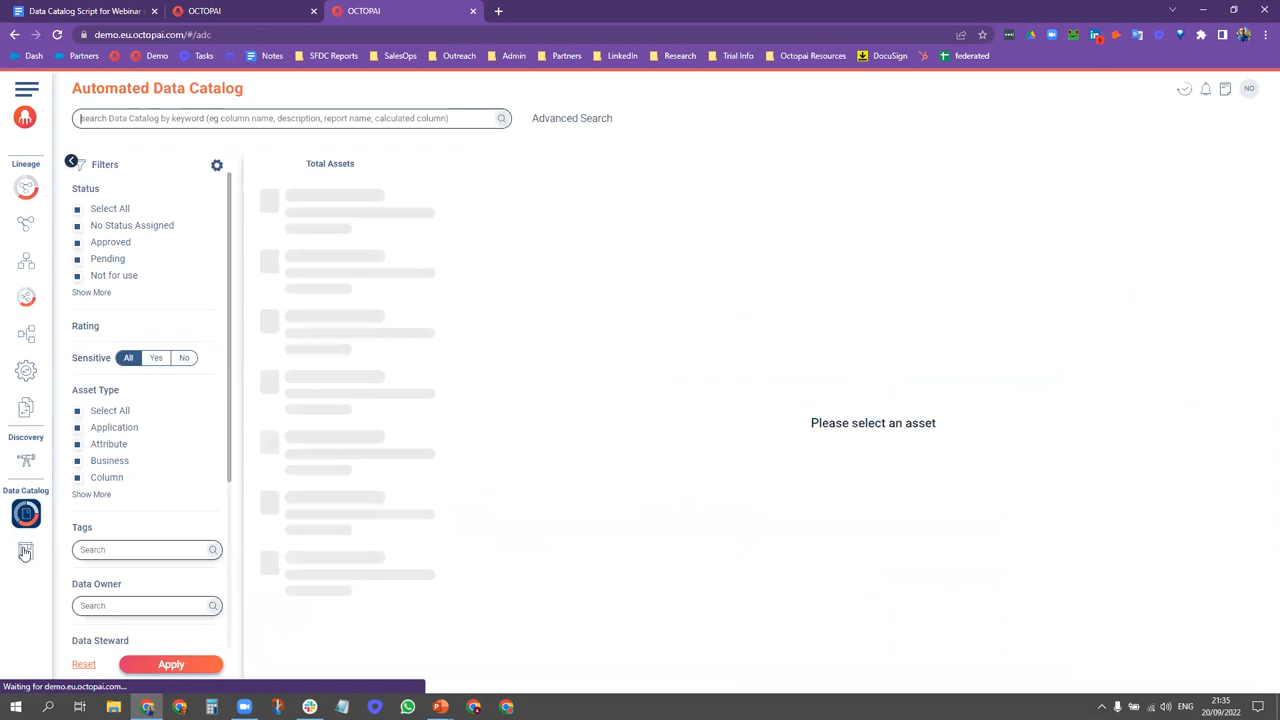 Data Catalog Script for Webinar
OCTOPAI
OCTOPAI
demo.eu.octopai.com/#/adc
Dash
Partners
Demo
Tasks
Notes
SFDC Reports
SalesOps
Outreach
Admin
Partners
LinkedIn
Research
Trial Info
Octopai Resources
DocuSign
federated
Automated Data Catalog
NO
search Data Catalog by keyword (eg column name, description, report name, calculated column)
Advanced Search
Lineage
Discovery
Data Catalog
Filters
Status
Select All
No Status Assigned
Approved
Pending
Not for use
Show More
Rating
Sensitive All Yes No
Asset Type
Select All
Application
Attribute
Business
Column
Show More
Tags
Search
Data Owner
Search
Data Steward
Reset
Apply
Total Assets
Please select an asset
Waiting for demo.eu.octopai.com...
ENG
21:35
20/09/2022